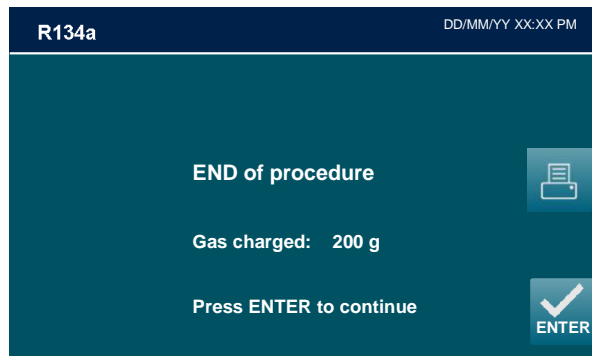 R134a
DD/MM/YY XX:XX PM
END of procedure
Gas charged: 200 g
Press ENTER to continue
ENTER